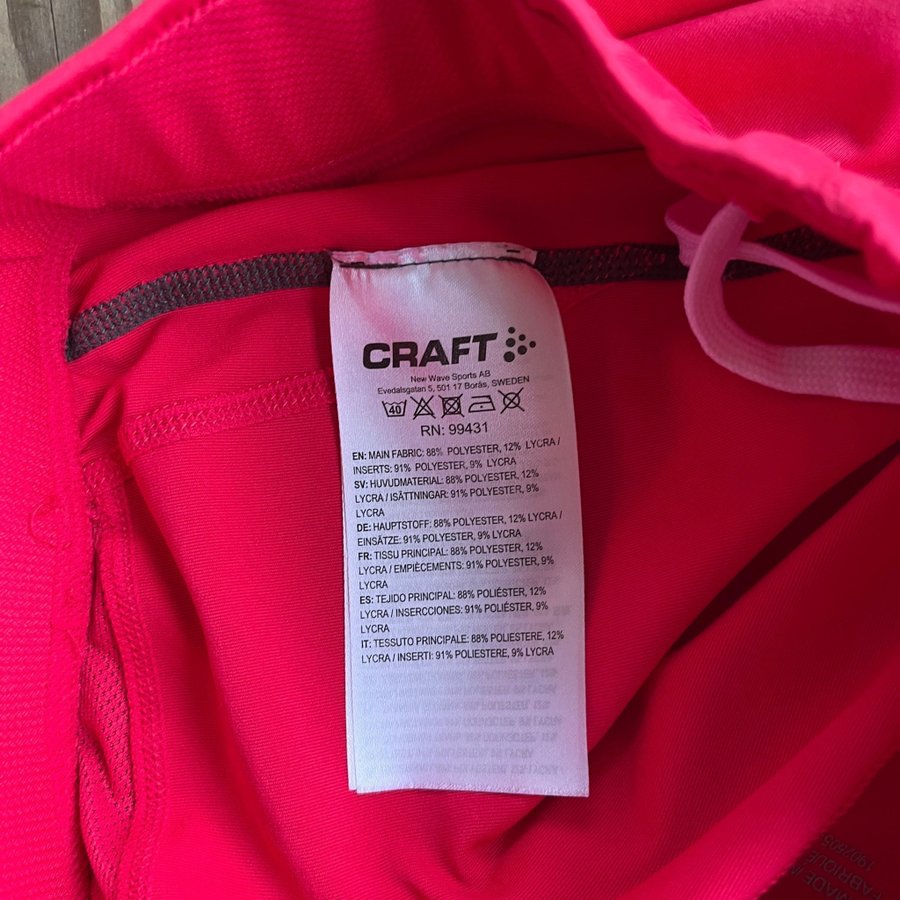 CRAFT
New Wave Sports AB
Evedalsgatan 5, 501 17 Borås, SWEDEN
40
RN: 99431
EN: MAIN FABRIC: 88% POLYESTER, 12% LYCRA /
INSERTS: 91% POLYESTER, 9% LYCRA
SV: HUVUDMATERIAL: 88% POLYESTER, 12%
LYCRA / ISÄTTNINGAR: 91% POLYESTER, 9%
LYCRA
DE: HAUPTSTOFF: 88% POLYESTER, 12% LYCRA /
EINSÄTZE: 91% POLYESTER, 9% LYCRA
FR: TISSU PRINCIPAL: 88% POLYESTER, 12%
LYCRA / EMPIÈCEMENTS: 91% POLYESTER, 9%
LYCRA
ES: TEJIDO PRINCIPAL: 88% POLIÉSTER, 12%
LYCRA / INSERCCIONES: 91% POLIÉSTER, 9%
LYCRA
IT: TESSUTO PRINCIPALE: 88% POLIESTERE, 12%
LYCRA / INSERTI: 91% POLIESTERE, 9% LYCRA
MADE
FABRIQUÉ